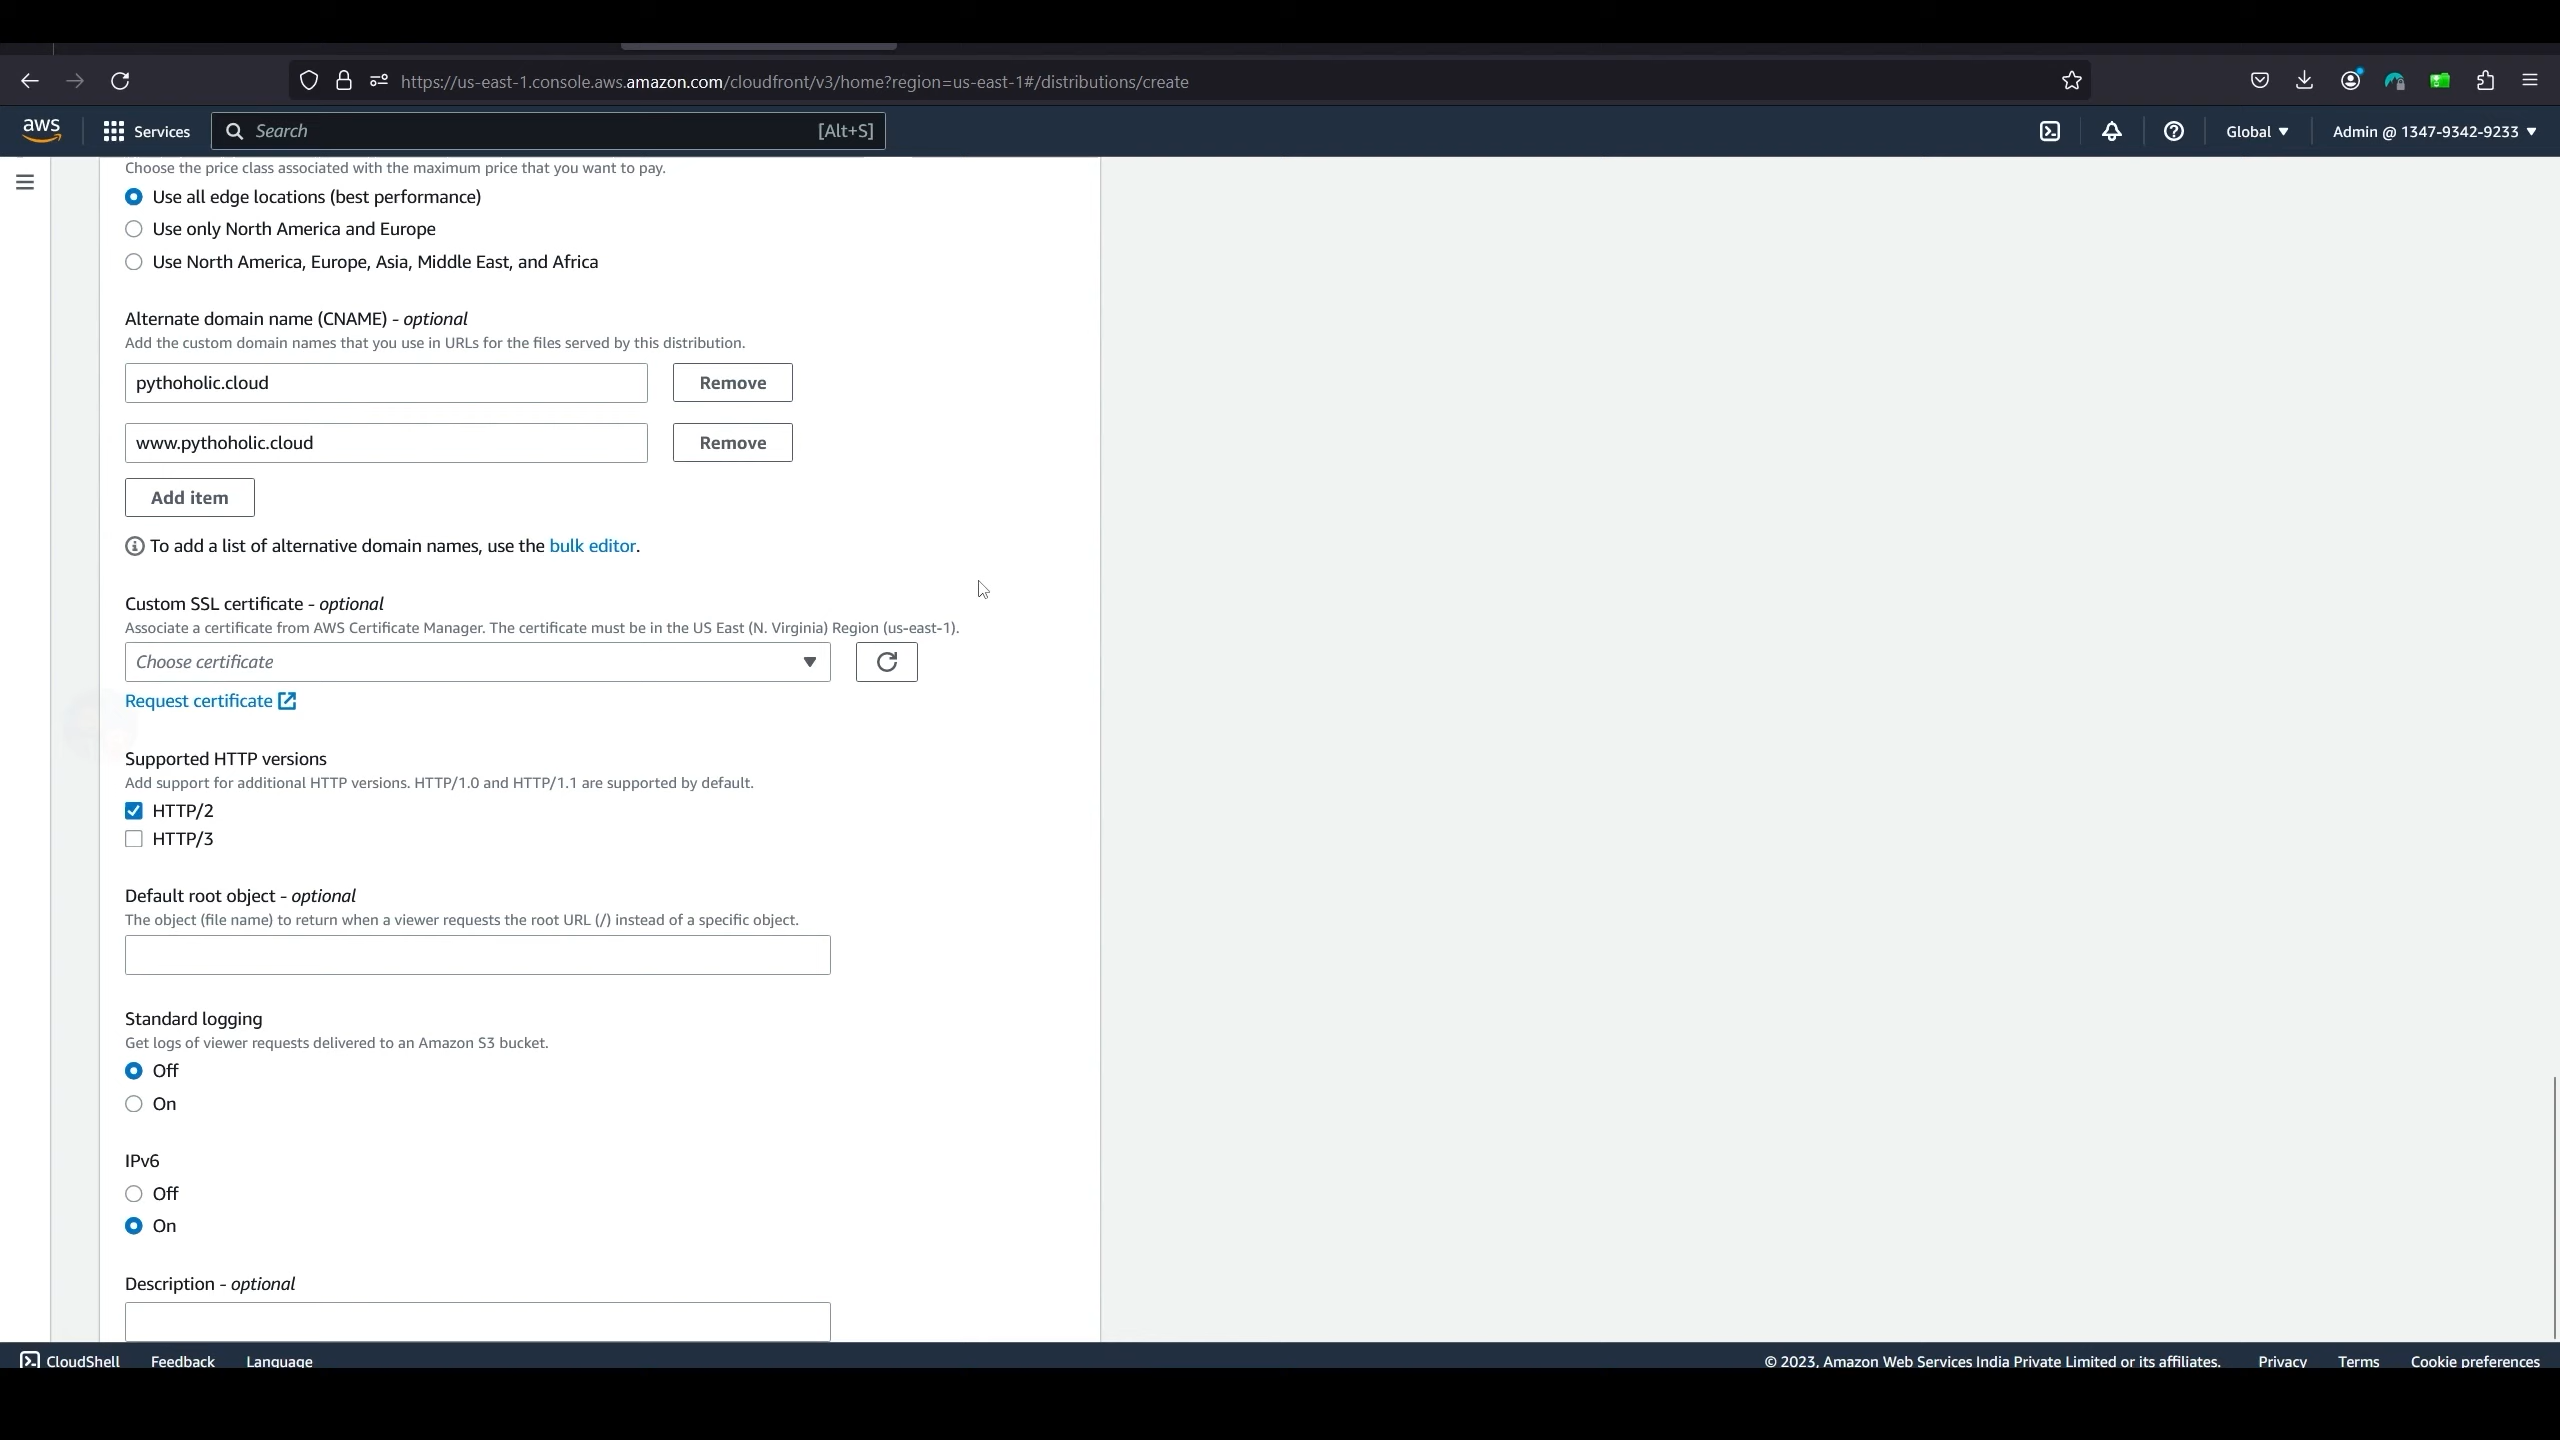 https://us-east-1.console.aws.amazon.com/cloudfront/v3/home?region=us-east-1#/distributions/create
aws
Services
Search
[Alt+S]
Global
Admin @ 1347-9342-9233
Choose the price class associated with the maximum price that you want to pay.
Use all edge locations (best performance)
Use only North America and Europe
Use North America, Europe, Asia, Middle East, and Africa
Alternate domain name (CNAME) - optional
Add the custom domain names that you use in URLs for the files served by this distribution.
pythoholic.cloud
Remove
www.pythoholic.cloud
Remove
Add item
To add a list of alternative domain names, use the bulk editor.
Custom SSL certificate - optional
Associate a certificate from AWS Certificate Manager. The certificate must be in the US East (N. Virginia) Region (us-east-1).
Choose certificate
Request certificate
Supported HTTP versions
Add support for additional HTTP versions. HTTP/1.0 and HTTP/1.1 are supported by default.
HTTP/2
HTTP/3
Default root object - optional
The object (file name) to return when a viewer requests the root URL (/) instead of a specific object.
Standard logging
Get logs of viewer requests delivered to an Amazon S3 bucket.
Off
On
IPv6
Off
On
Description - optional
CloudShell
Feedback
Language
© 2023, Amazon Web Services India Private Limited or its affiliates.
Privacy
Terms
Cookie preferences